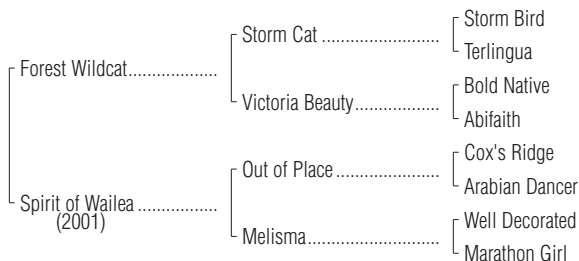 Storm Bird
Storm Cat ........................
Terlingua
Forest Wildcat..................
Bold Native
Victoria Beauty.................
Abifaith
Cox's Ridge
Out of Place .....................
Arabian Dancer
Spirit of Wailea ................
(2001)
Well Decorated
Melisma...........................
Marathon Girl